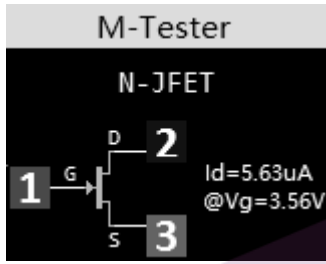 M-Tester
N-JFET
D 2
1 G
Id=5.63uA
@Vg=3.56V
S 3